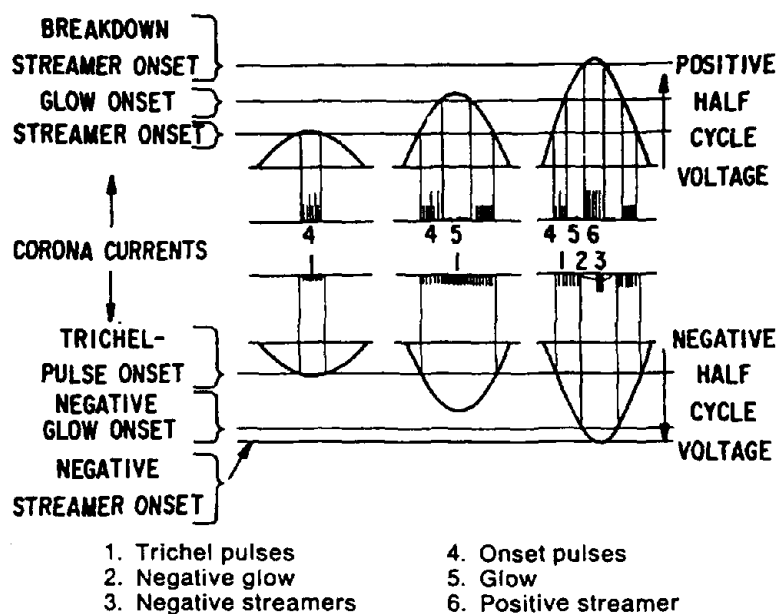 BREAKDOWN
STREAMER ONSET
GLOW ONSET
STREAMER ONSET
POSITIVE
HALF
CYCLE
VOLTAGE
4
4 5
4 5 6
CORONA CURRENTS
1
1
1 2 3
TRICHEL-
PULSE ONSET
NEGATIVE
GLOW ONSET
NEGATIVE
STREAMER ONSET
NEGATIVE
HALF
CYCLE
VOLTAGE
1. Trichel pulses
2. Negative glow
3. Negative streamers
4. Onset pulses
5. Glow
6. Positive streamer